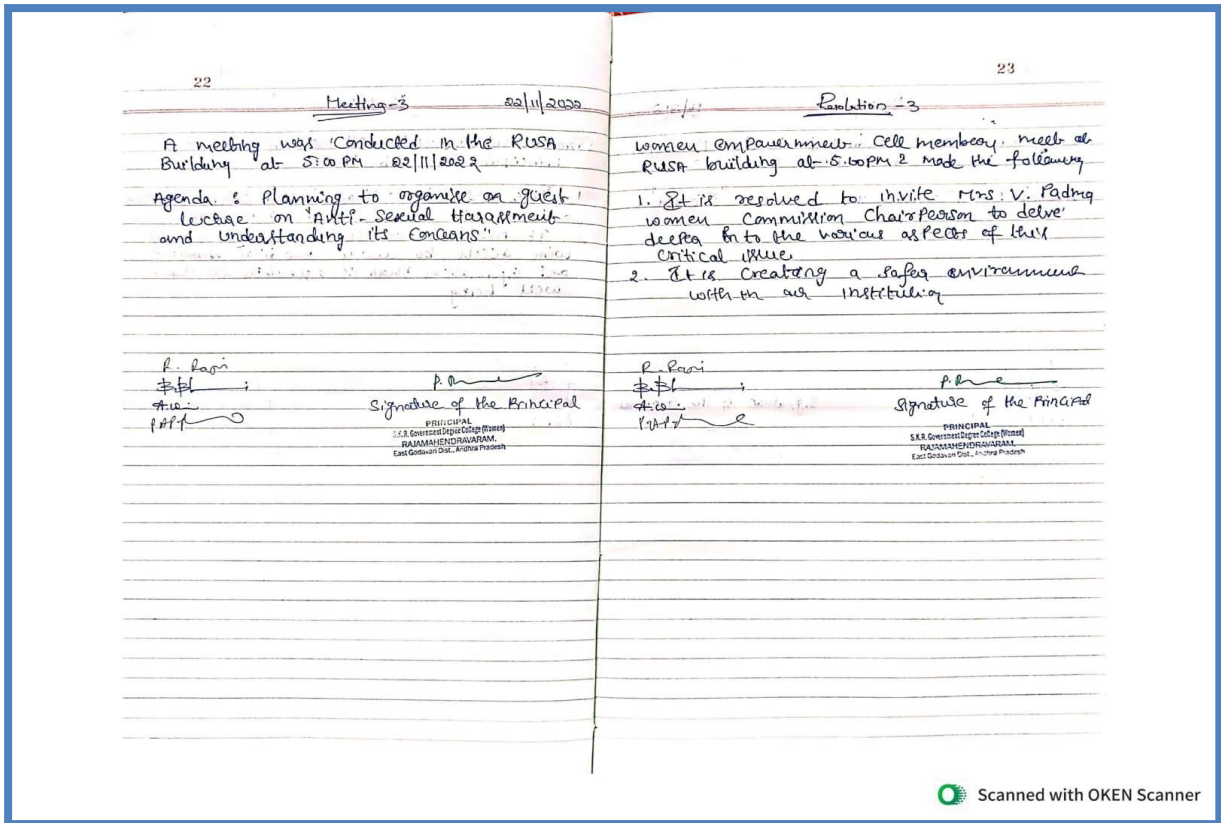 22
Meeting-3 22/11/2022
A meeting was Conducted in the RUSA
Building at 5:00 PM 22/11/2022
Agenda : Planning to organise an guest
lecture on "Anti-Sexual Harassment
and Understanding its Concerns"
R. Rani
Signature of the Principal
PRINCIPAL
S.K.R. Government Degree College (Women)
RAJAMAHENDRAVARAM.
East Godavari Dist., Andhra Pradesh
23
Resolution-3
women empowerment Cell members, meet at
RUSA building at 5:00PM & made the following
1. It is resolved to invite Mrs. V. Padma
women Commission Chairperson to delve
deeper in to the various aspects of this
critical issue
2. It is Creating a safer environment
with in our institution
R. Rani
Signature of the Principal
PRINCIPAL
S.K.R. Government Degree College (Women)
RAJAMAHENDRAVARAM,
East Godavari Dist., Andhra Pradesh
Scanned with OKEN Scanner